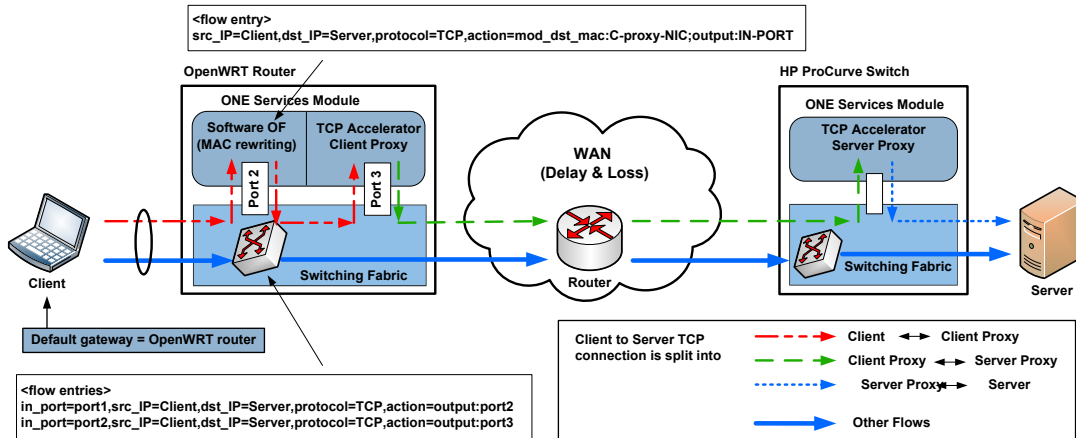 <flow entry>
src_IP=Client,dst_IP=Server,protocol=TCP,action=mod_dst_mac:C-proxy-NIC;output:IN-PORT
OpenWRT Router
HP ProCurve Switch
ONE Services Module
Software OF
(MAC rewriting)
TCP Accelerator
Client Proxy
Port 2
Port 3
Switching Fabric
WAN
(Delay & Loss)
Router
ONE Services Module
TCP Accelerator
Server Proxy
Switching Fabric
Client
Server
Default gateway = OpenWRT router
<flow entries>
in_port=port1,src_IP=Client,dst_IP=Server,protocol=TCP,action=output:port2
in_port=port2,src_IP=Client,dst_IP=Server,protocol=TCP,action=output:port3
Client to Server TCP
connection is split into
Client Client Proxy
Client Proxy Server Proxy
Server Proxy Server
Other Flows